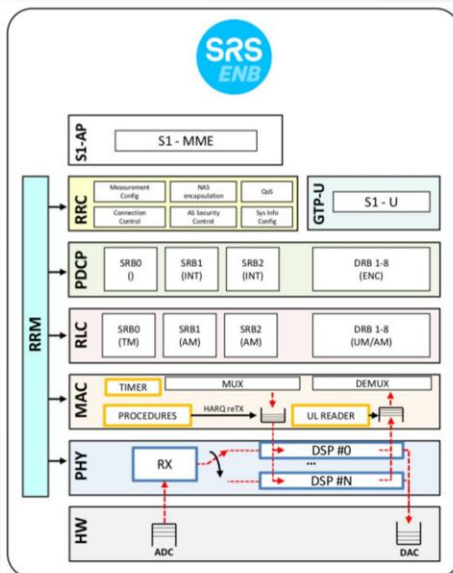 SRS
ENB
S1-AP
S1 - MME
RRM
RRC
Measurement
Config
NAS
encapsulation
QoS
Connection
Control
AS Security
Control
Sys Info
Config
GTP-U
S1 - U
PDCP
SRB0
()
SRB1
(INT)
SRB2
(INT)
DRB 1-8
(ENC)
RLC
SRB0
(TM)
SRB1
(AM)
SRB2
(AM)
DRB 1-8
(UM/AM)
MAC
TIMER
MUX
DEMUX
PROCEDURES
HARQ reTX
UL READER
PHY
RX
DSP #0
...
DSP #N
HW
ADC
DAC